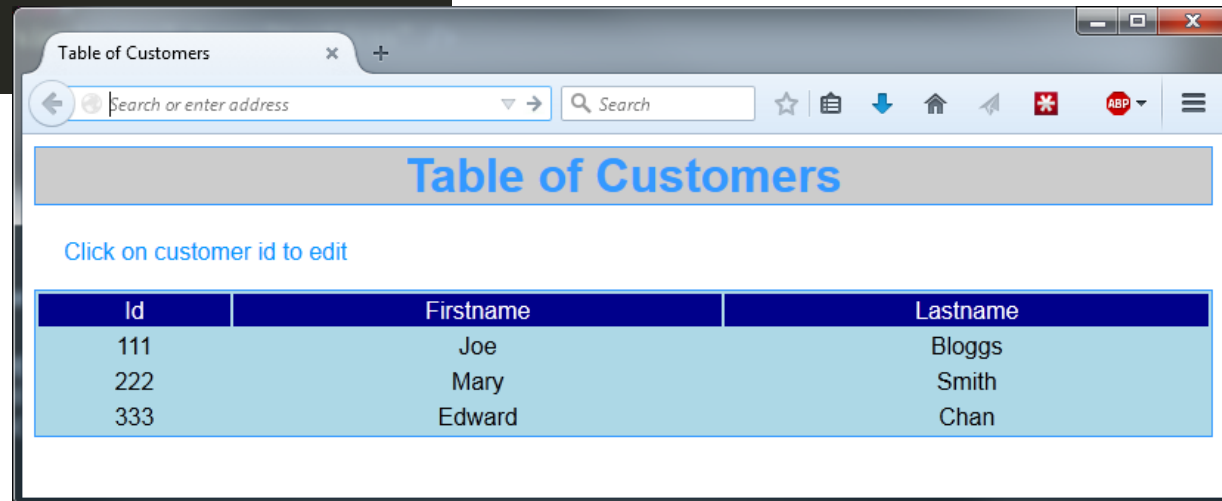 Table of Customers
Search or enter address
Search
ABP
Table of Customers
Click on customer id to edit
Id Firstname Lastname
111 Joe Bloggs
222 Mary Smith
333 Edward Chan